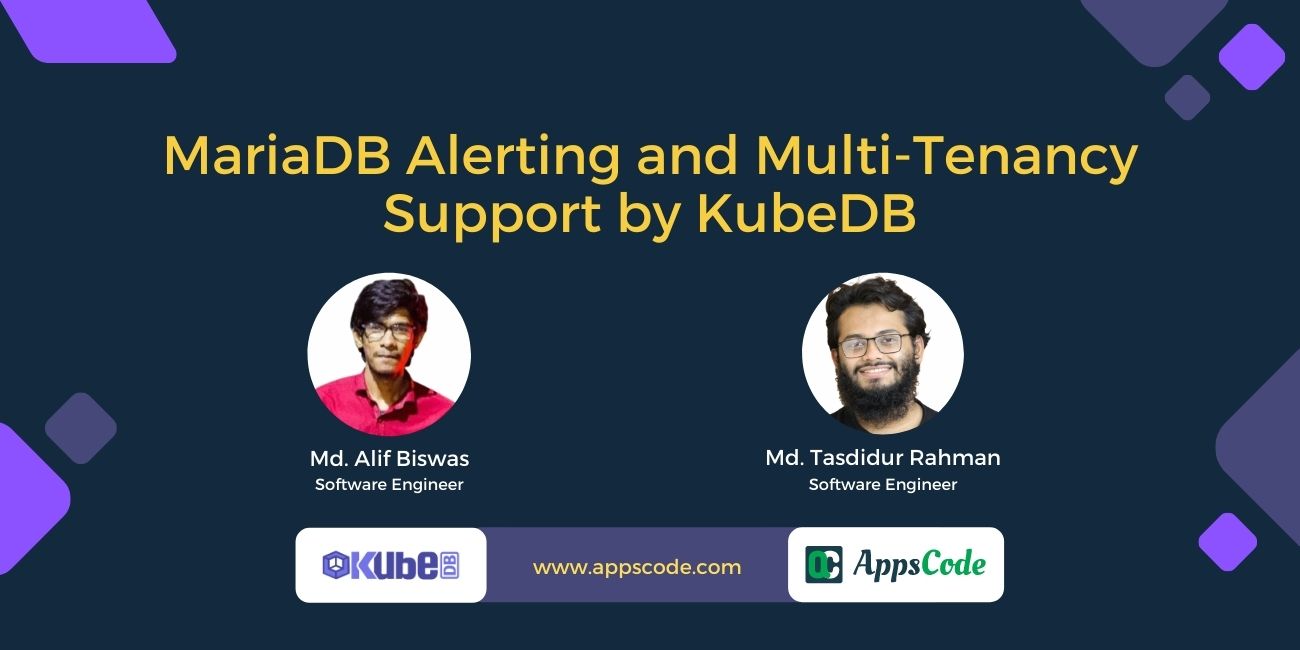 MariaDB Alerting and Multi-Tenancy
Support by KubeDB
Md. Alif Biswas
Software Engineer
Md. Tasdidur Rahman
Software Engineer
KubeDB
www.appscode.com
AppsCode